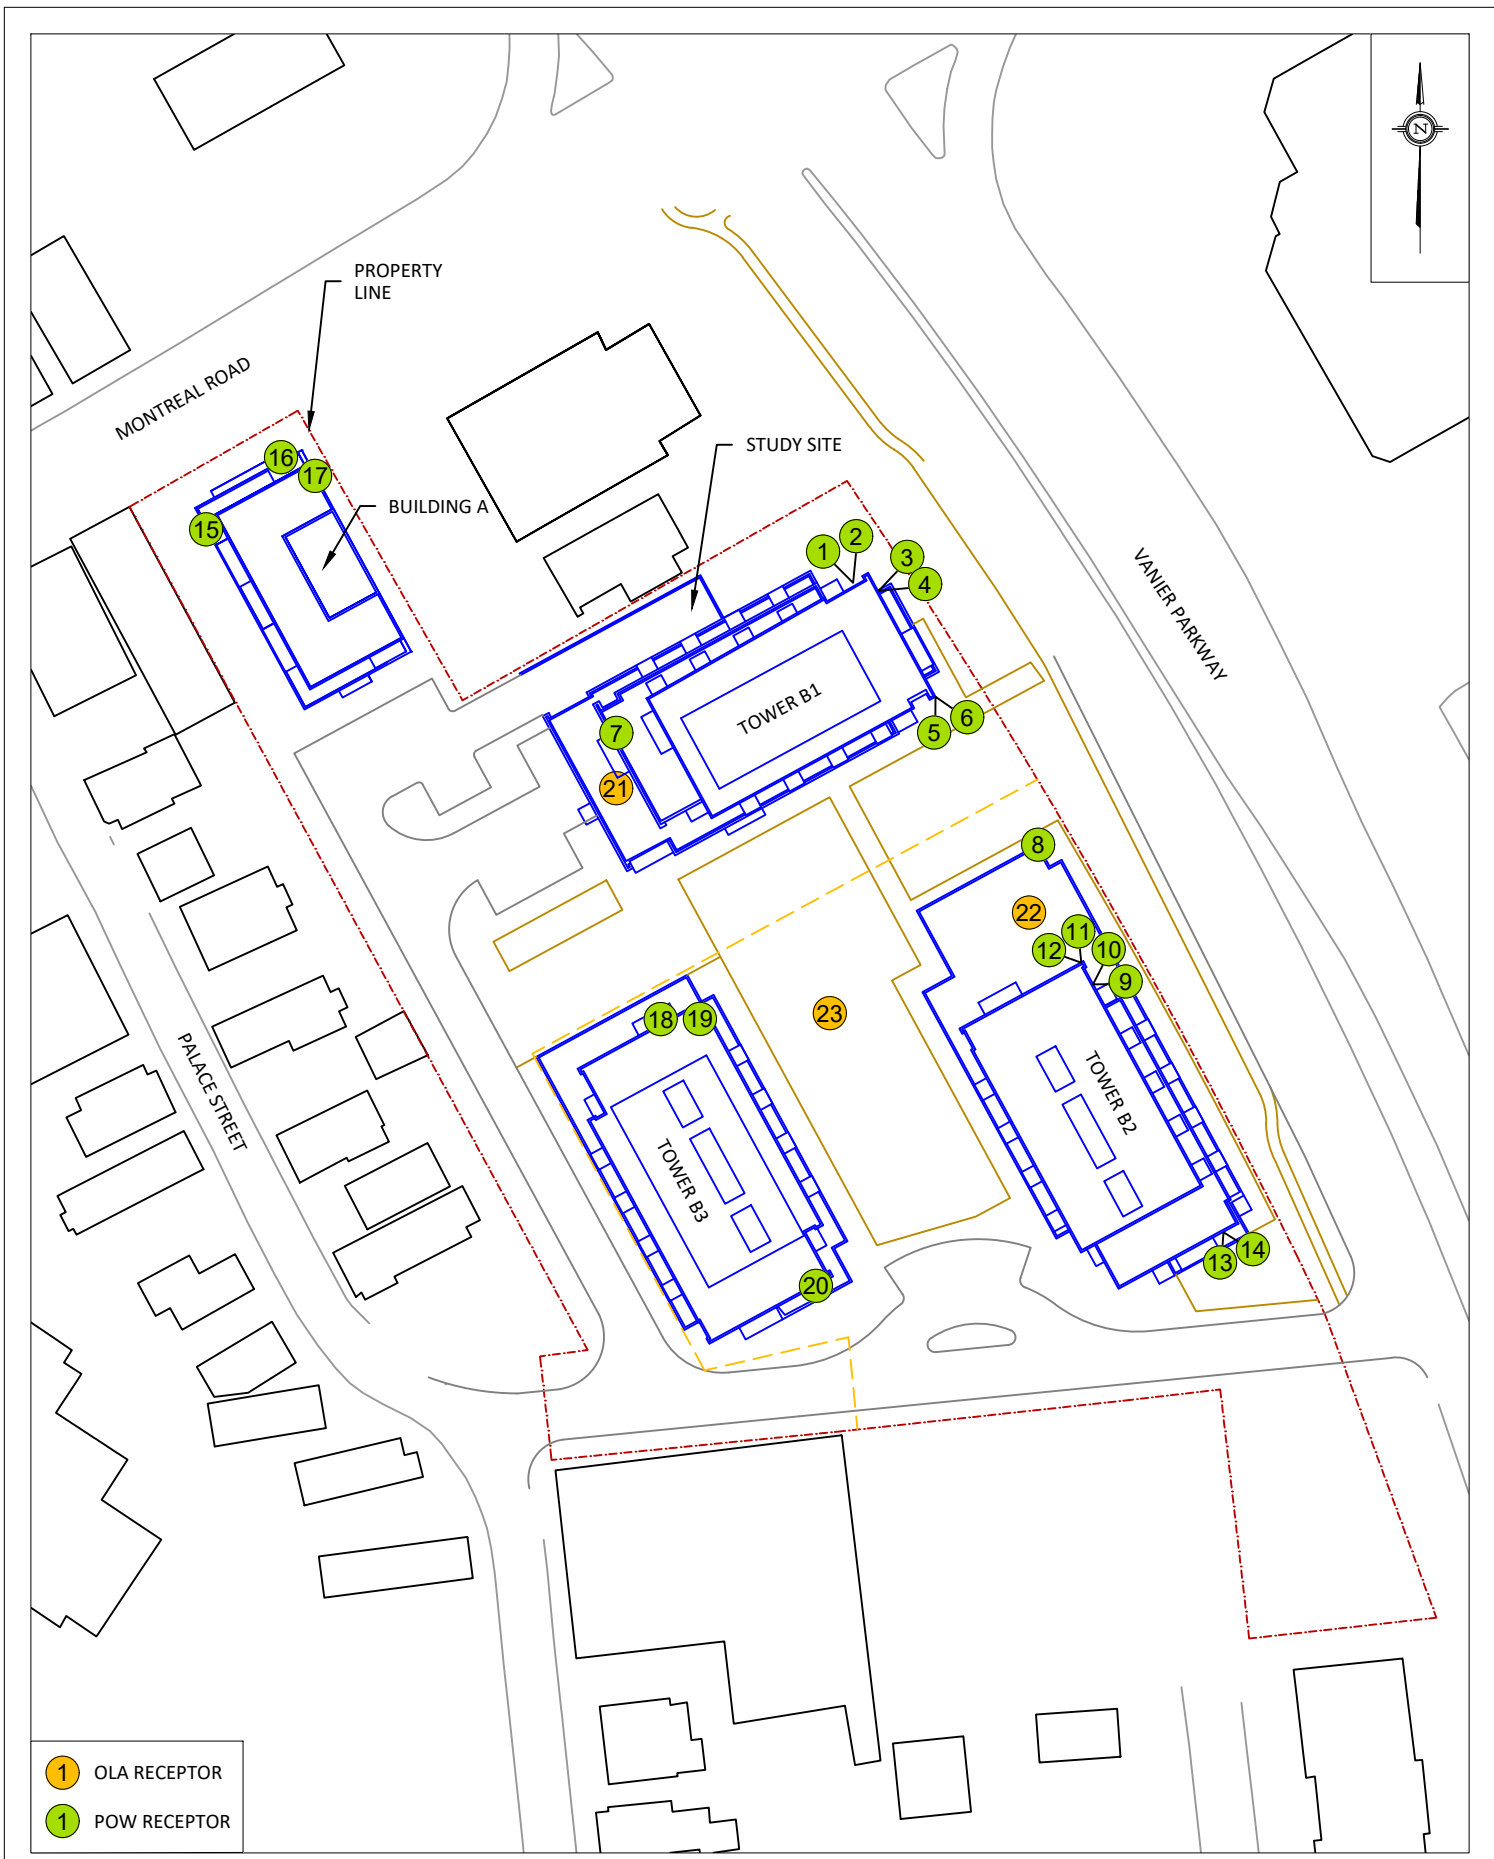 N
PROPERTY
LINE
MONTREAL ROAD
STUDY SITE
16
17
BUILDING A
15
1
2
3
4
VANIER PARKWAY
TOWER B1
7
5
6
21
8
22
11
12
10
9
23
18
19
PALACE STREET
TOWER B2
TOWER B3
13
14
20
1 OLA RECEPTOR
1 POW RECEPTOR